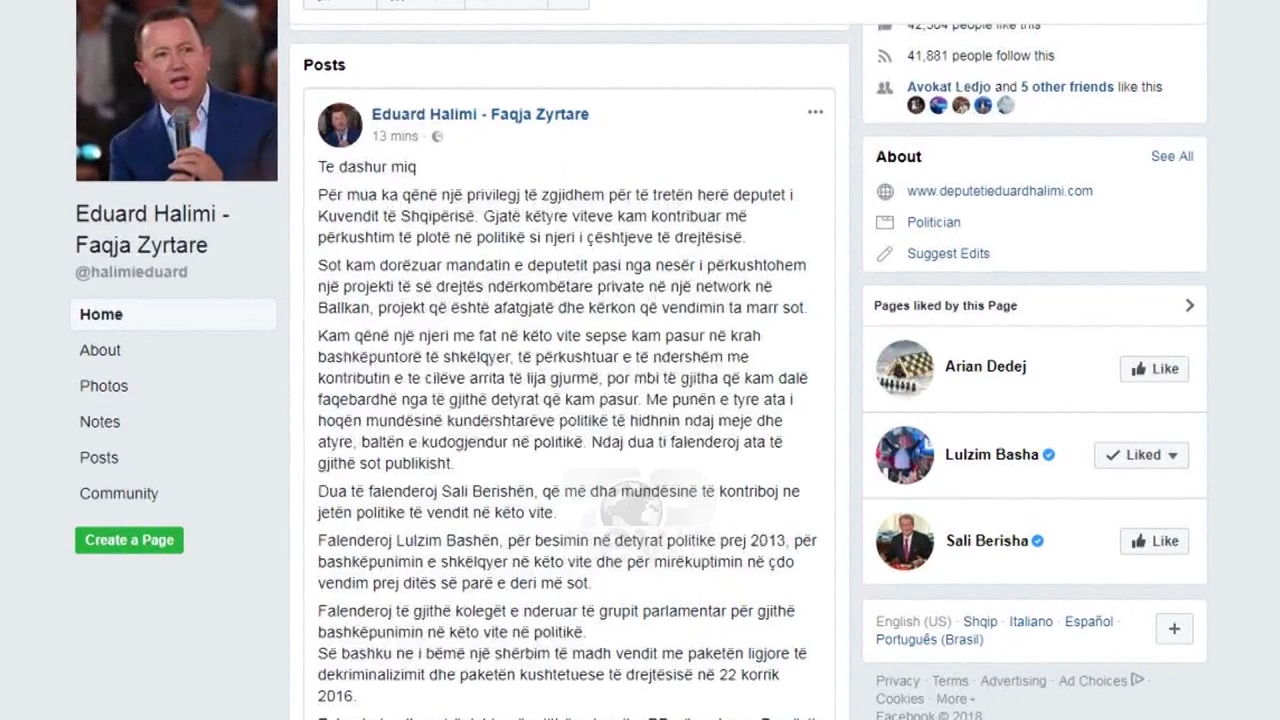 Eduard Halimi -
Faqja Zyrtare
@halimieduard
Home
About
Photos
Notes
Posts
Community
Create a Page
Posts
Eduard Halimi - Faqja Zyrtare
13 mins ·
Te dashur miq
Për mua ka qënë një privilegj të zgjidhem për të tretën herë deputet i
Kuvendit të Shqipërisë. Gjatë këtyre viteve kam kontribuar më
përkushtim të plotë në politikë si njeri i çështjeve të drejtësisë.
Sot kam dorëzuar mandatin e deputetit pasi nga nesër i përkushtohem
një projekti të së drejtës ndërkombëtare private në një network në
Ballkan, projekt që është afatgjatë dhe kërkon që vendimin ta marr sot.
Kam qënë një njeri me fat në këto vite sepse kam pasur në krah
bashkëpuntorë të shkëlqyer, të përkushtuar e të ndershëm me
kontributin e te cilëve arrita të lija gjurmë, por mbi të gjitha që kam dalë
faqebardhë nga të gjithë detyrat që kam pasur. Me punën e tyre ata i
hoqën mundësinë kundërshtarëve politikë të hidhnin ndaj meje dhe
atyre, baltën e kudogjendur në politikë. Ndaj dua ti falenderoj ata të
gjithë sot publikisht.
Dua të falenderoj Sali Berishën, që më dha mundësinë të kontriboj ne
jetën politike të vendit në këto vite.
Falenderoj Lulzim Bashën, për besimin në detyrat politike prej 2013, për
bashkëpunimin e shkëlqyer në këto vite dhe për mirëkuptimin në çdo
vendim prej ditës së parë e deri më sot.
Falenderoj të gjithë kolegët e nderuar të grupit parlamentar për gjithë
bashkëpunimin në këto vite në politikë.
Së bashku ne i bëmë një shërbim të madh vendit me paketën ligjore të
dekriminalizimit dhe paketën kushtetuese të drejtësisë në 22 korrik
2016.
people like this
41,881 people follow this
Avokat Ledjo and 5 other friends like this
About
See All
www.deputetieduardhalimi.com
Politician
Suggest Edits
Pages liked by this Page
Arian Dedej
Like
Lulzim Basha
Liked
Sali Berisha
Like
English (US) · Shqip · Italiano · Español ·
Português (Brasil)
+
Privacy · Terms · Advertising · Ad Choices ·
Cookies · More
Facebook © 2018